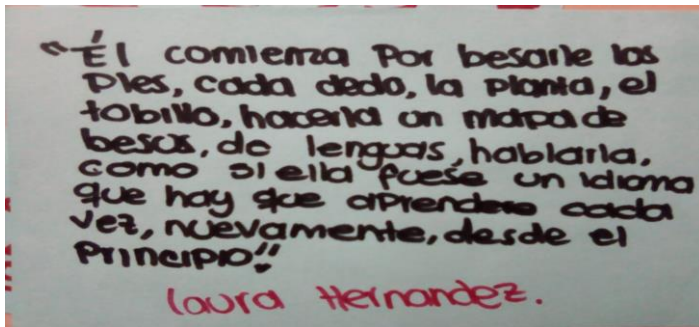 "Él comienza Por besarle los
Pies, cada dedo, la planta, el
tobillo, hacerla un mapa de
besos, de lenguas, hablarla,
como si ella fuese un idioma
que hay que aprender cada
vez, nuevamente, desde el
Principio".
laura Hernandez.